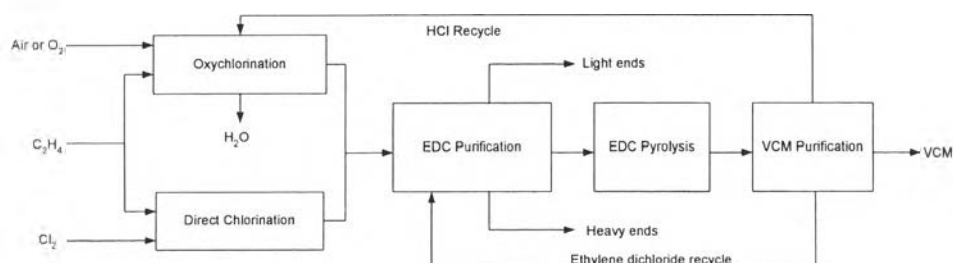 HCl Recycle
Air or O₂
Oxychlorination
Light ends
H₂O
C₂H₄
EDC Purification
EDC Pyrolysis
VCM Purification
VCM
Direct Chlorination
Cl₂
Heavy ends
Ethylene dichloride recycle